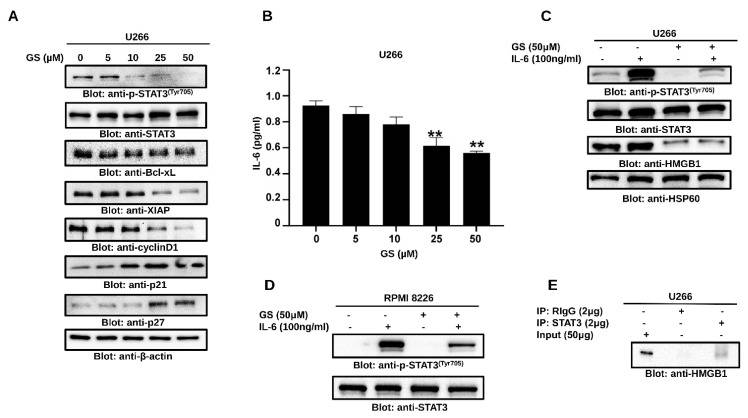 A
U266
GS (µM)
0 5 10 25 50
Blot: anti-p-STAT3(Tyr705)
Blot: anti-STAT3
Blot: anti-Bcl-xL
Blot: anti-XIAP
Blot: anti-cyclinD1
Blot: anti-p21
Blot: anti-p27
Blot: anti-β-actin
B
U266
IL-6 (pg/ml)
1.2
1.0
0.8
0.6
0.4
0.2
0
** **
0 5 10 25 50
GS (µM)
C
U266
GS (50µM) - - + +
IL-6 (100ng/ml) - + - +
Blot: anti-p-STAT3(Tyr705)
Blot: anti-STAT3
Blot: anti-HMGB1
Blot: anti-HSP60
D
RPMI 8226
GS (50µM) - - + +
IL-6 (100ng/ml) - + - +
Blot: anti-p-STAT3(Tyr705)
Blot: anti-STAT3
E
U266
IP: RIgG (2µg) - + -
IP: STAT3 (2µg) - - +
Input (50µg) + - -
Blot: anti-HMGB1